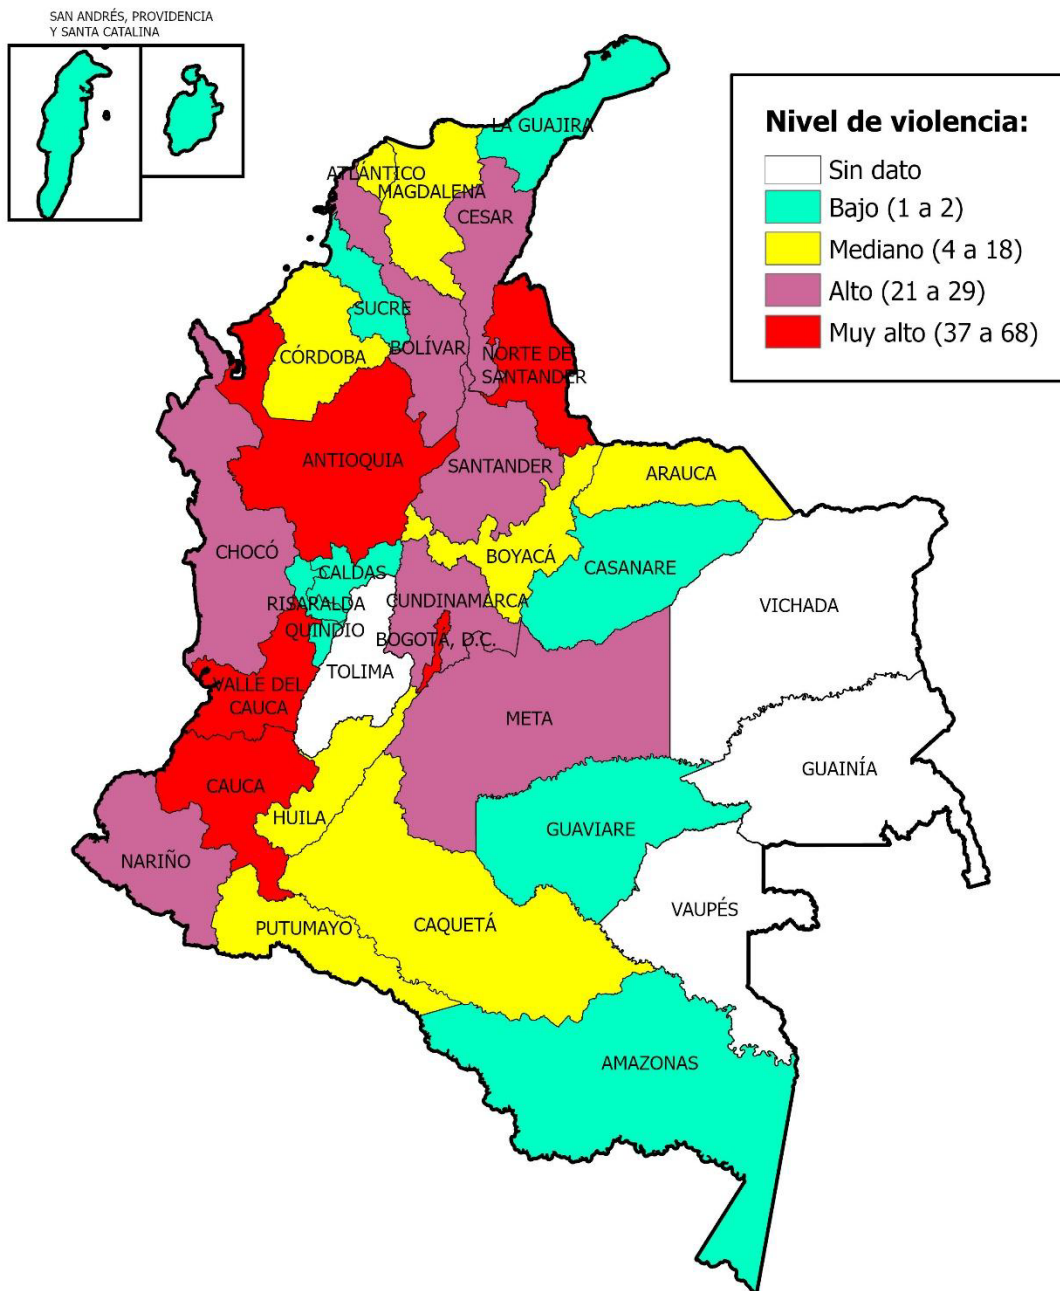 SAN ANDRÉS, PROVIDENCIA
Y SANTA CATALINA
Nivel de violencia:
Sin dato
Bajo (1 a 2)
Mediano (4 a 18)
Alto (21 a 29)
Muy alto (37 a 68)
LA GUAJIRA
ATLÁNTICO
MAGDALENA
CESAR
SUCRE
BOLÍVAR
CÓRDOBA
NORTE DE
SANTANDER
ANTIOQUIA
SANTANDER
ARAUCA
CHOCÓ
BOYACÁ
CASANARE
CALDAS
RISARALDA
CUNDINAMARCA
VICHADA
QUINDIO
BOGOTÁ, D.C.
TOLIMA
VALLE DEL
CAUCA
META
GUAINÍA
CAUCA
HUILA
GUAVIARE
NARIÑO
VAUPÉS
PUTUMAYO
CAQUETÁ
AMAZONAS